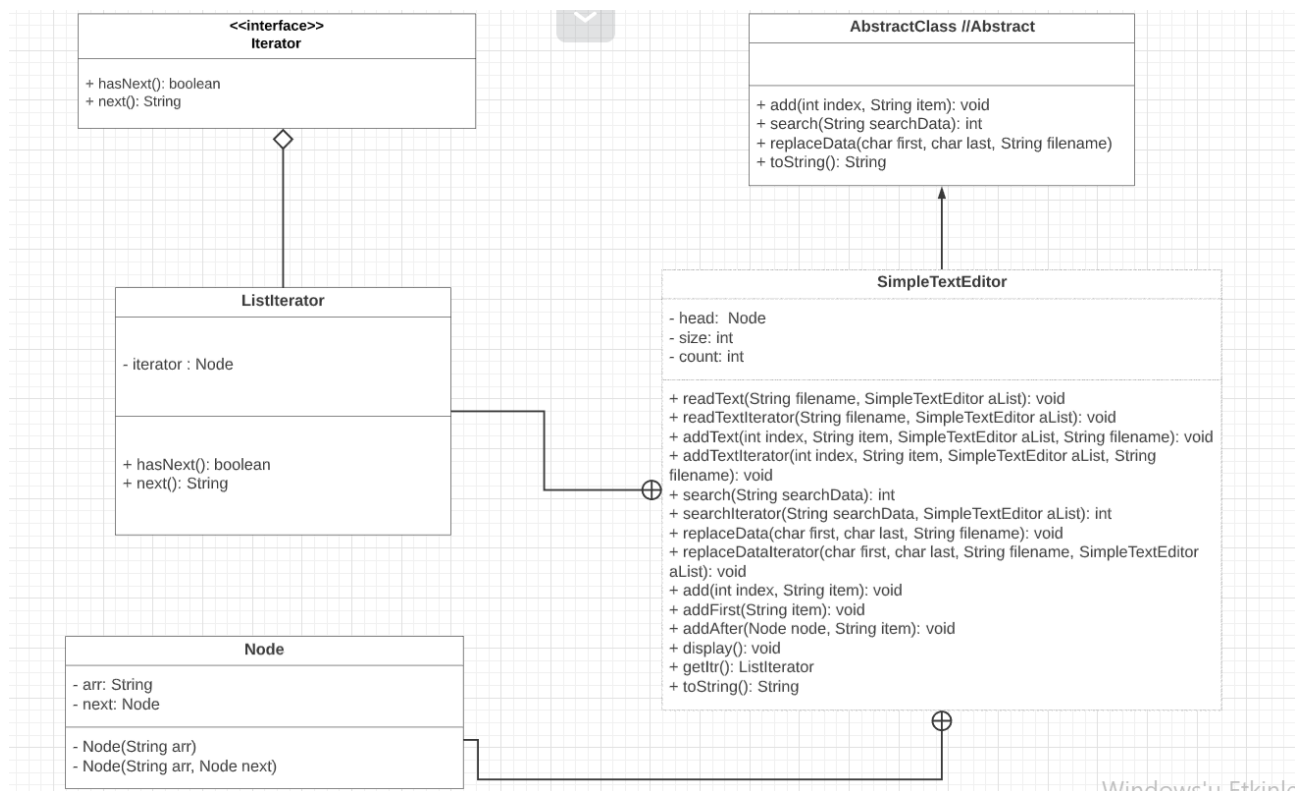 <<interface>>
Iterator
+ hasNext(): boolean
+ next(): String
AbstractClass //Abstract
+ add(int index, String item): void
+ search(String searchData): int
+ replaceData(char first, char last, String filename)
+ toString(): String
ListIterator
- iterator : Node
+ hasNext(): boolean
+ next(): String
SimpleTextEditor
- head: Node
- size: int
- count: int
+ readText(String filename, SimpleTextEditor aList): void
+ readTextIterator(String filename, SimpleTextEditor aList): void
+ addText(int index, String item, SimpleTextEditor aList, String filename): void
+ addTextIterator(int index, String item, SimpleTextEditor aList, String
filename): void
+ search(String searchData): int
+ searchIterator(String searchData, SimpleTextEditor aList): int
+ replaceData(char first, char last, String filename): void
+ replaceDataIterator(char first, char last, String filename, SimpleTextEditor
aList): void
+ add(int index, String item): void
+ addFirst(String item): void
+ addAfter(Node node, String item): void
+ display(): void
+ getItr(): ListIterator
+ toString(): String
Node
- arr: String
- next: Node
- Node(String arr)
- Node(String arr, Node next)
Windows'u